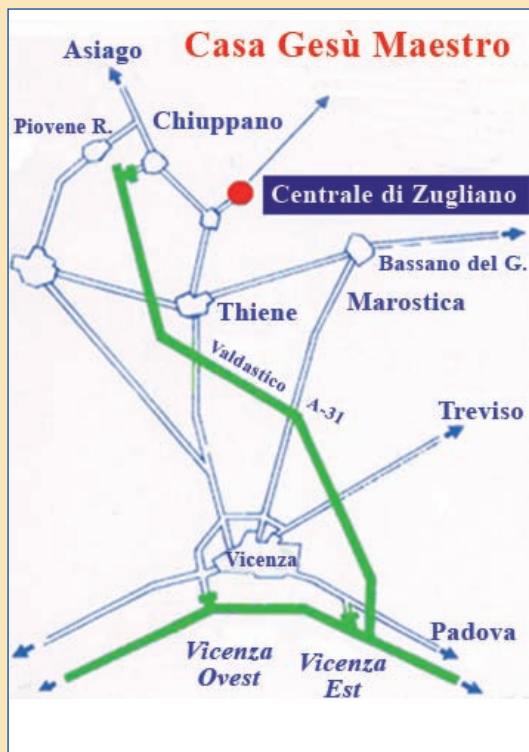 Casa Gesù Maestro
Asiago
Piovene R.
Chiuppano
Centrale di Zugliano
Bassano del G.
Thiene
Marostica
Valdastico
A-31
Treviso
Vicenza
Padova
Vicenza
Ovest
Vicenza
Est